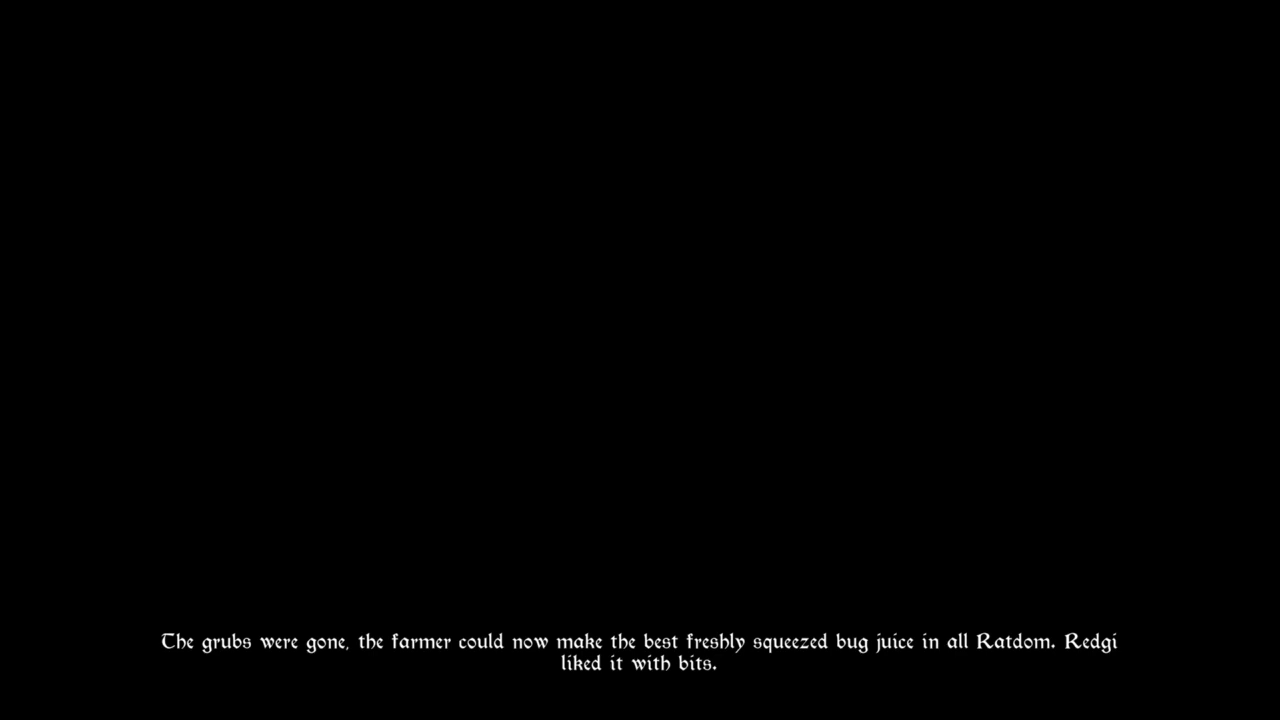 The grubs were gone, the farmer could now make the best freshly squeezed bug juice in all Ratdom. Redgi
liked it with bits.